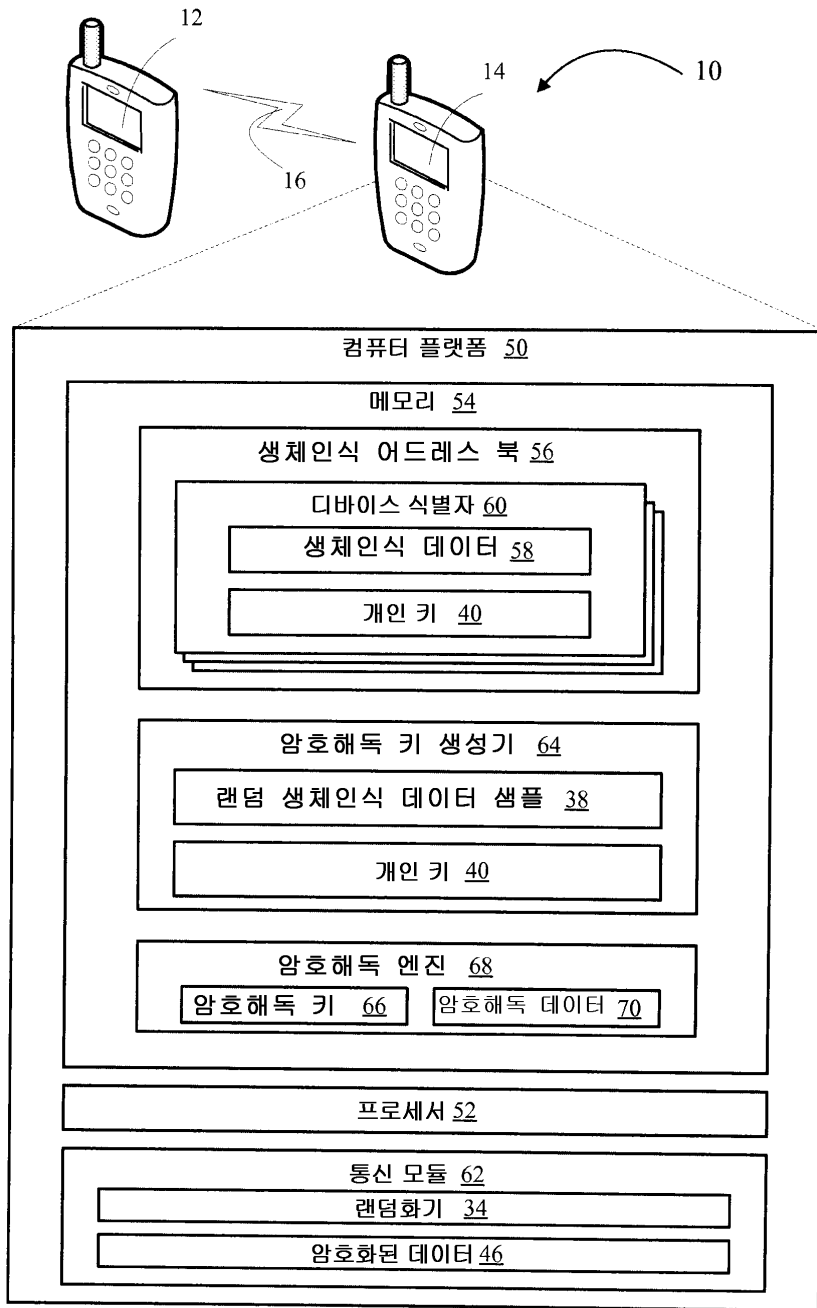 12
14
10
16
컴퓨터 플랫폼 50
메모리 54
생체인식 어드레스 북 56
디바이스 식별자 60
생체인식 데이터 58
개인 키 40
암호해독 키 생성기 64
랜덤 생체인식 데이터 샘플 38
개인 키 40
암호해독 엔진 68
암호해독 키 66
암호해독 데이터 70
프로세서 52
통신 모듈 62
랜덤화기 34
암호화된 데이터 46